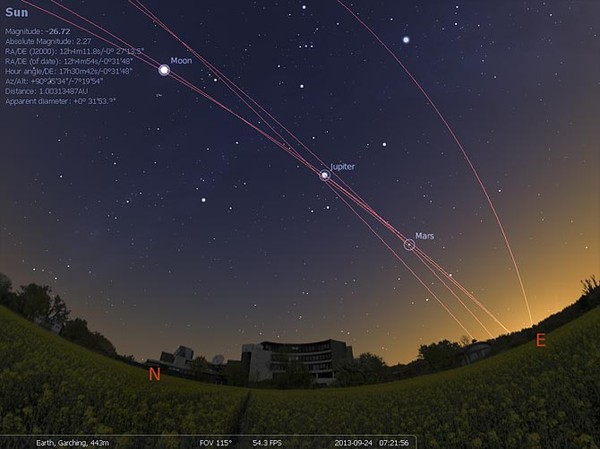 Sun
Magnitude: -26.72
Absolute Magnitude: 2.27
RA/DE (J2000): 12h4m11.8s/-0° 27'13.5"
RA/DE (of date): 12h4m54s/-0°31'48"
Hour angle/DE: 17h30m42s/-0°31'48"
Az/Alt: +90°26'34"/-7°19'54"
Distance: 1.00313487AU
Apparent diameter: +0° 31'53.3"
Moon
Jupiter
Mars
N
E
Earth, Garching, 443m FOV 115° 54.3 FPS 2013-09-24 07:21:56